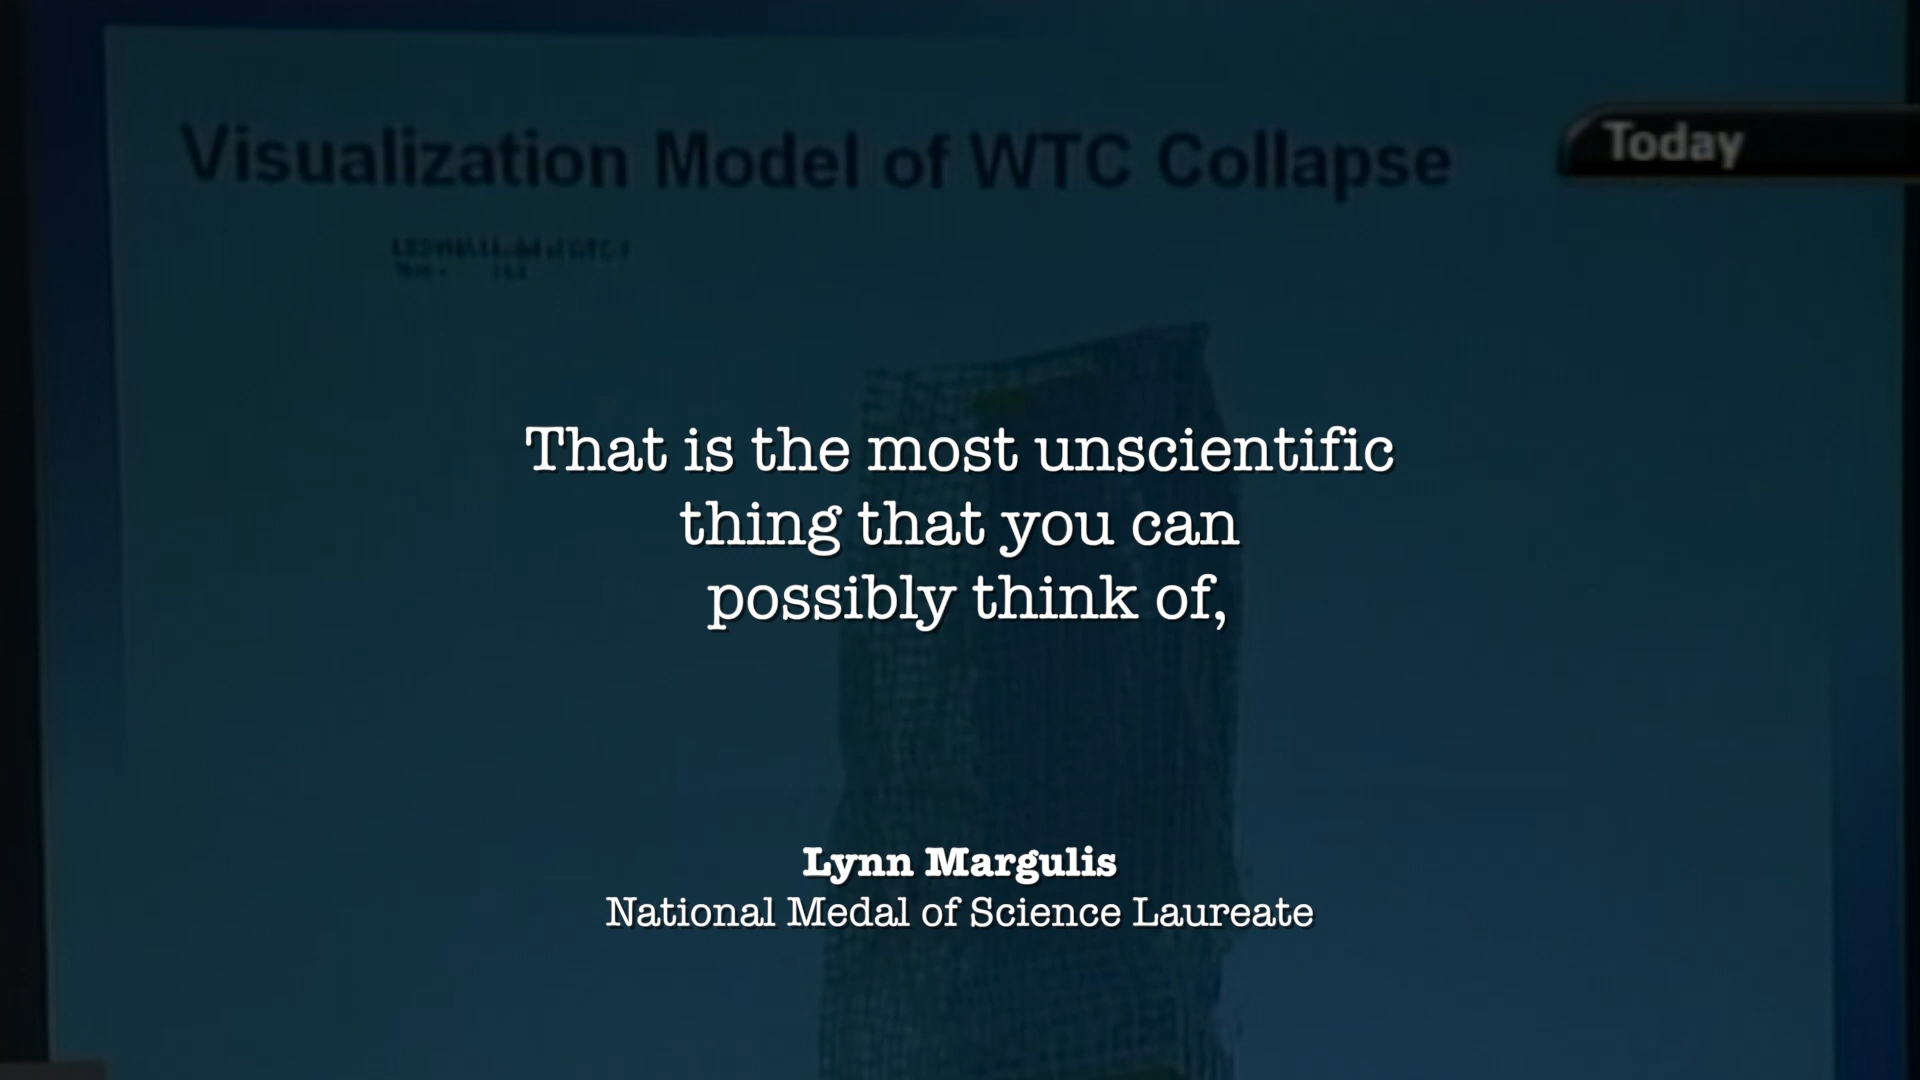 Visualization Model of WTC Collapse
Today
That is the most unscientific
thing that you can
possibly think of,
Lynn Margulis
National Medal of Science Laureate